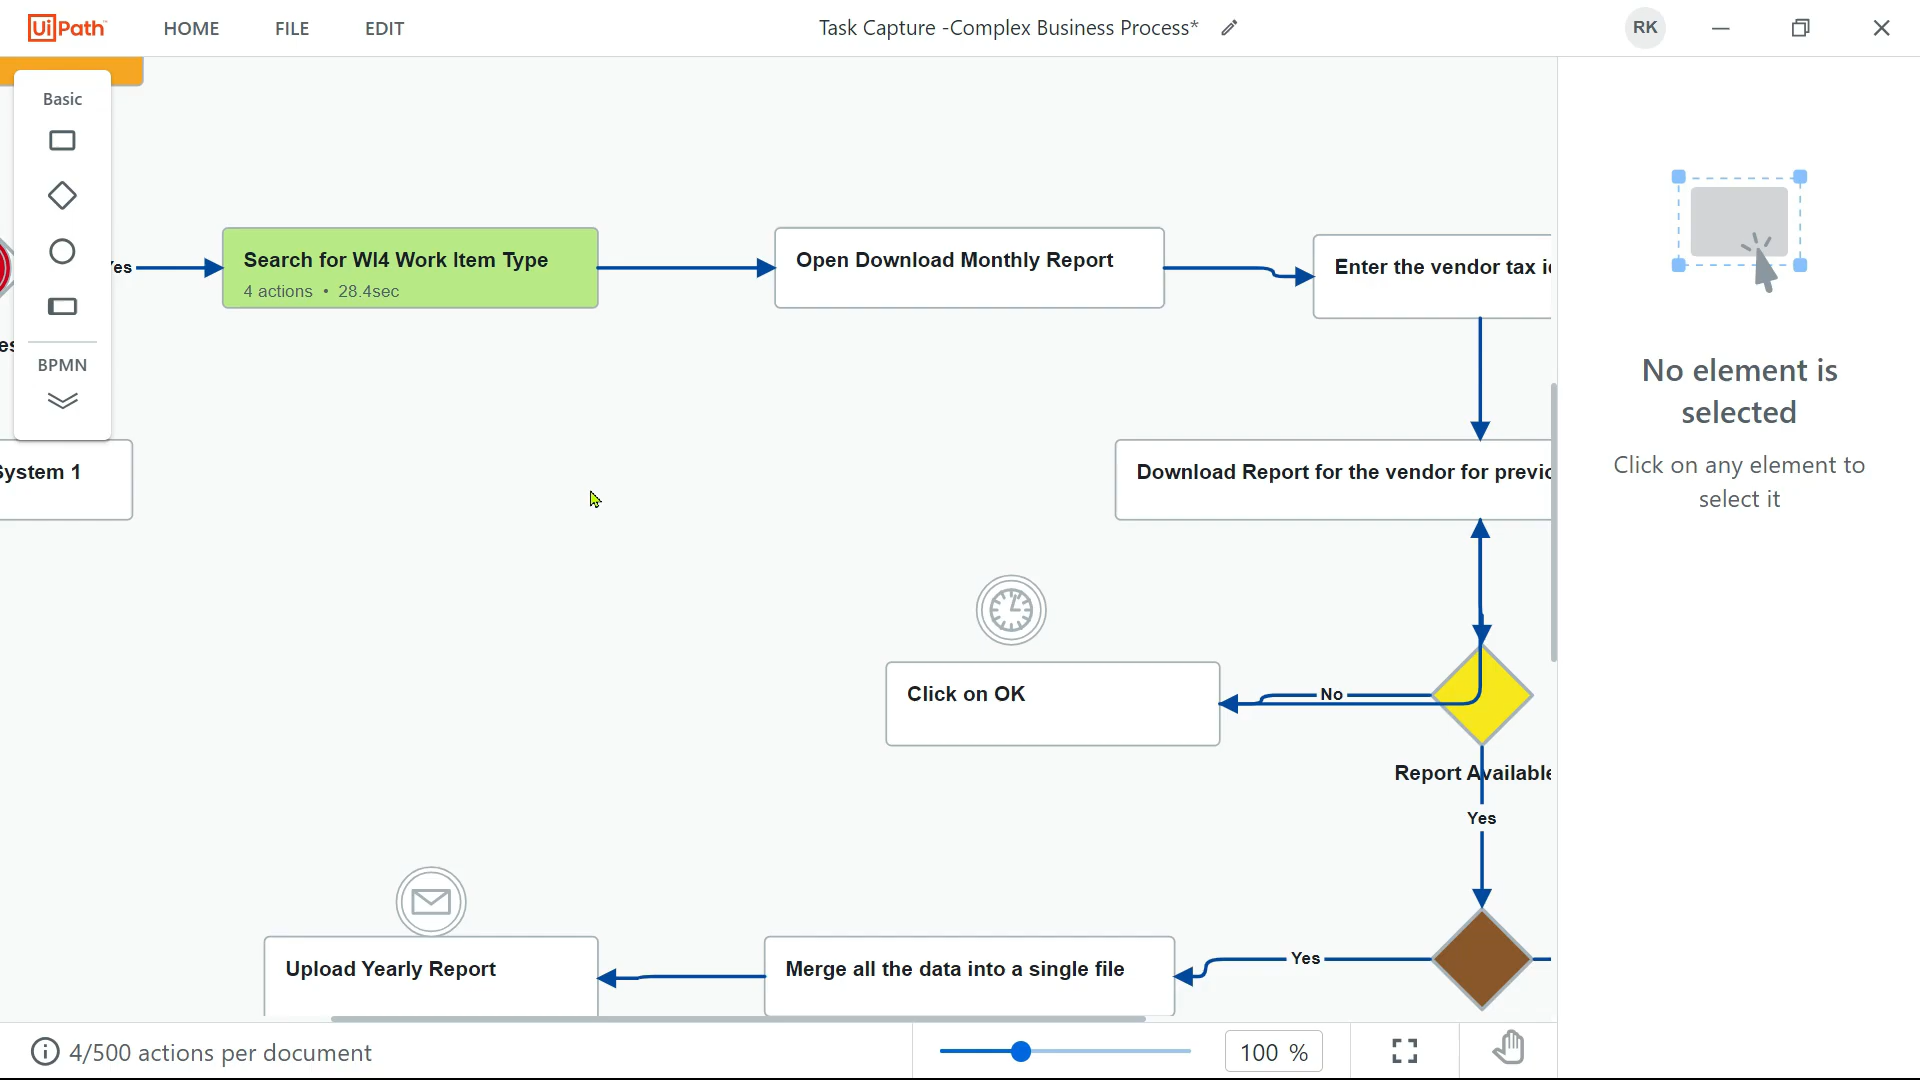 UiPath HOME FILE EDIT Task Capture -Complex Business Process* RK
Basic
Yes
Search for WI4 Work Item Type
4 actions • 28.4sec
Open Download Monthly Report
Enter the vendor tax
BPMN
System 1
Download Report for the vendor for
No element is
selected
Click on any element to
select it
Click on OK
No
Report Available
Yes
Upload Yearly Report
Merge all the data into a single file
Yes
4/500 actions per document
100 %